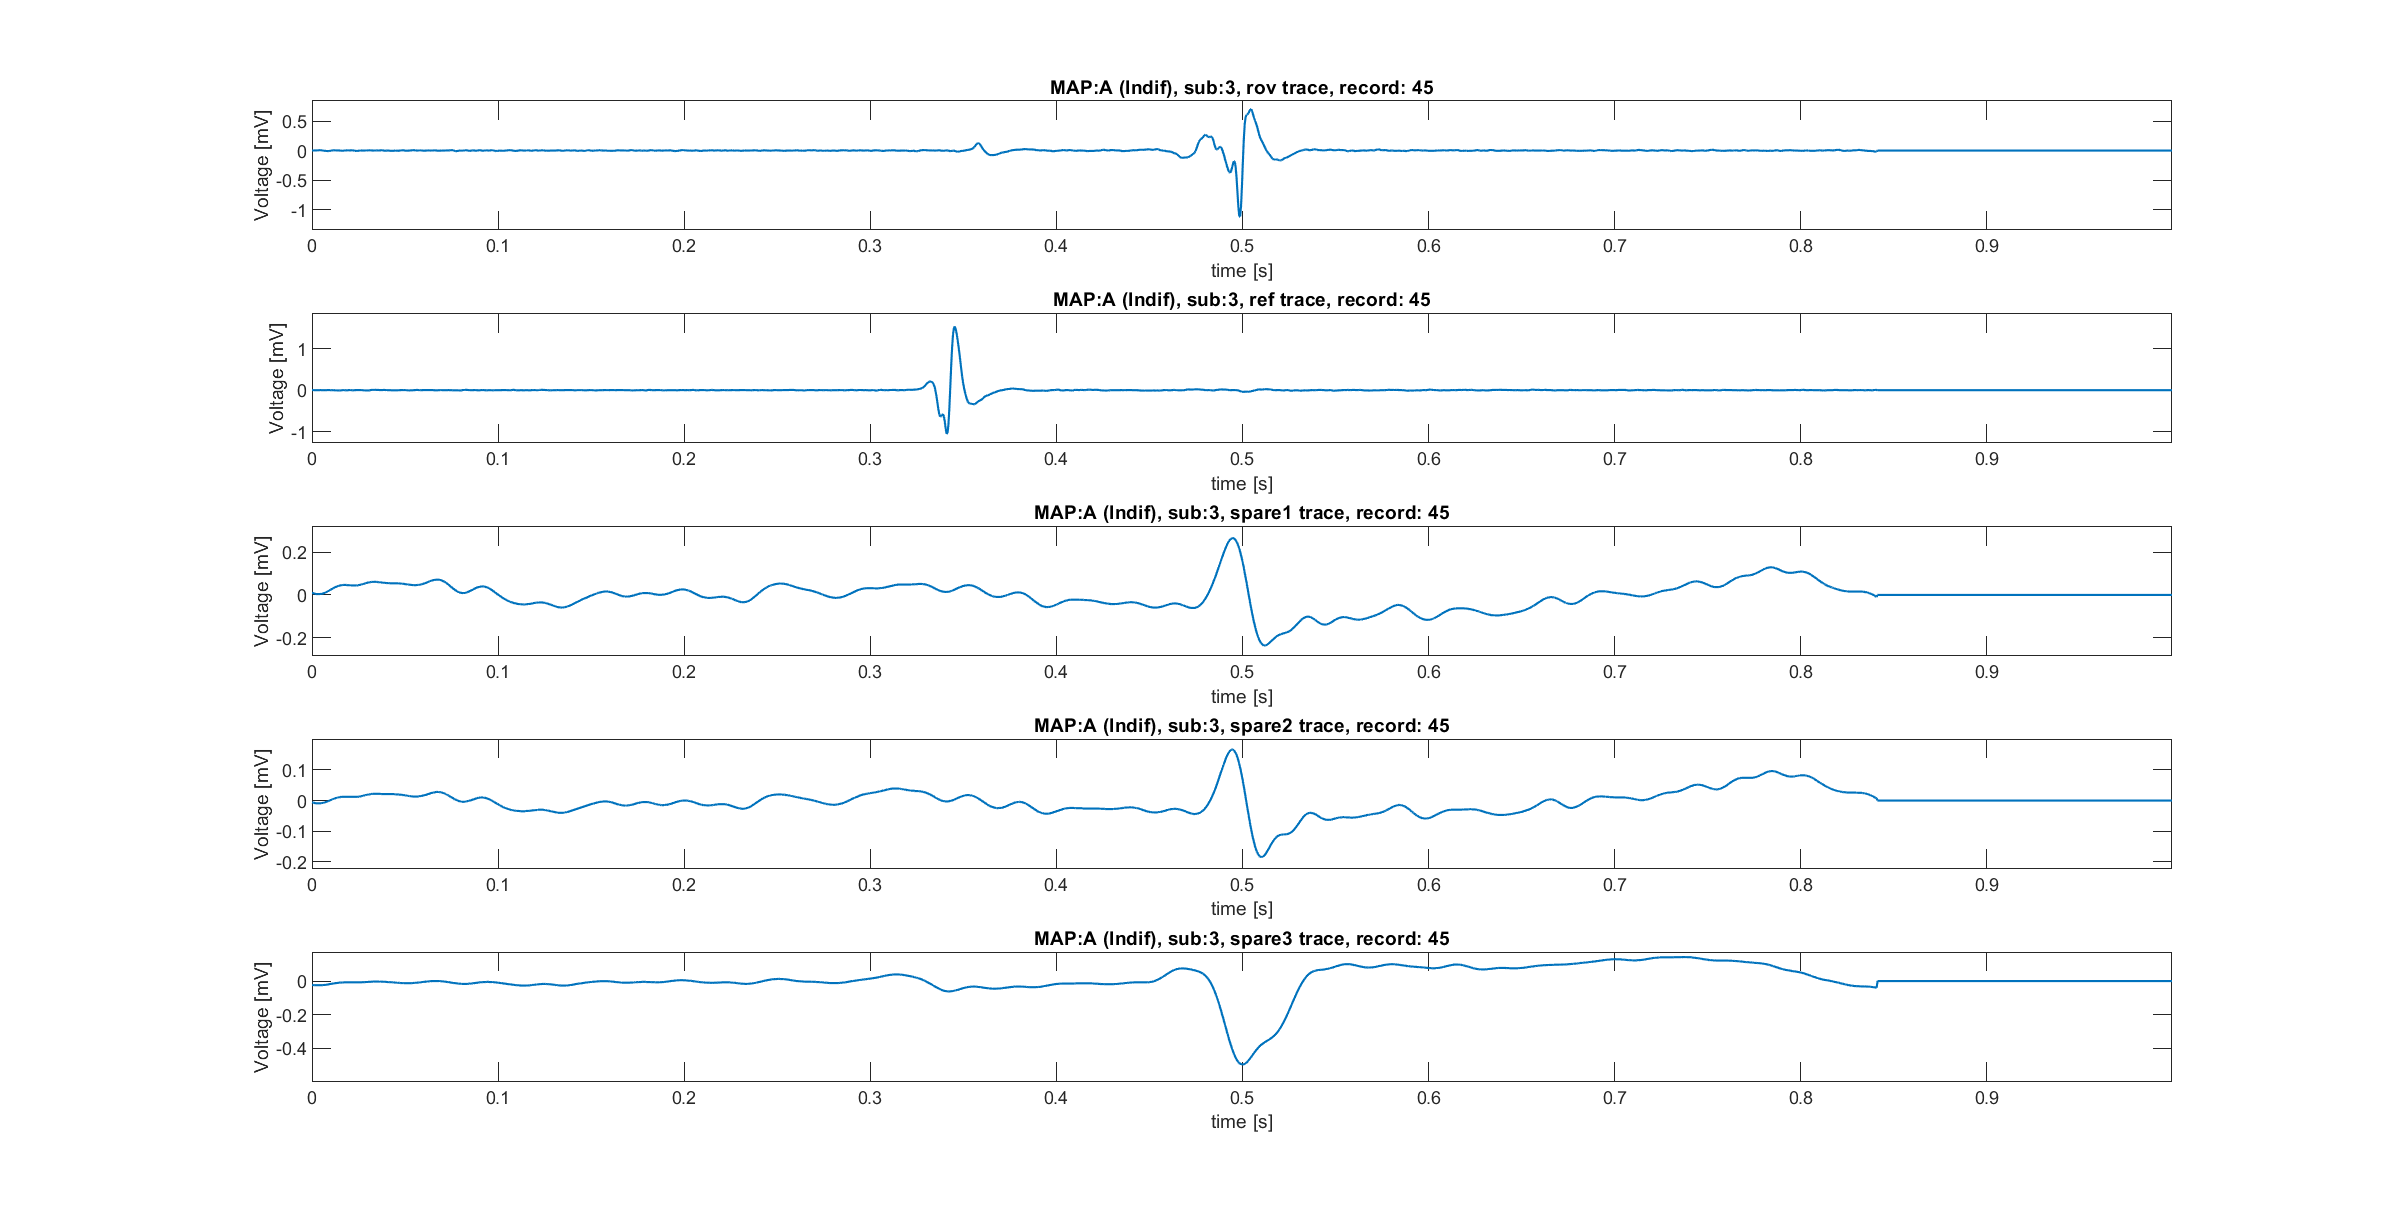 MAP:A (Indif), sub:3, rov trace, record: 45
Voltage [mV]
0.5
0
-0.5
-1
0 0.1 0.2 0.3 0.4 0.5 0.6 0.7 0.8 0.9
time [s]
MAP:A (Indif), sub:3, ref trace, record: 45
Voltage [mV]
1
0
-1
0 0.1 0.2 0.3 0.4 0.5 0.6 0.7 0.8 0.9
time [s]
MAP:A (Indif), sub:3, spare1 trace, record: 45
Voltage [mV]
0.2
0
-0.2
0 0.1 0.2 0.3 0.4 0.5 0.6 0.7 0.8 0.9
time [s]
MAP:A (Indif), sub:3, spare2 trace, record: 45
Voltage [mV]
0.1
0
-0.1
-0.2
0 0.1 0.2 0.3 0.4 0.5 0.6 0.7 0.8 0.9
time [s]
MAP:A (Indif), sub:3, spare3 trace, record: 45
Voltage [mV]
0
-0.2
-0.4
0 0.1 0.2 0.3 0.4 0.5 0.6 0.7 0.8 0.9
time [s]